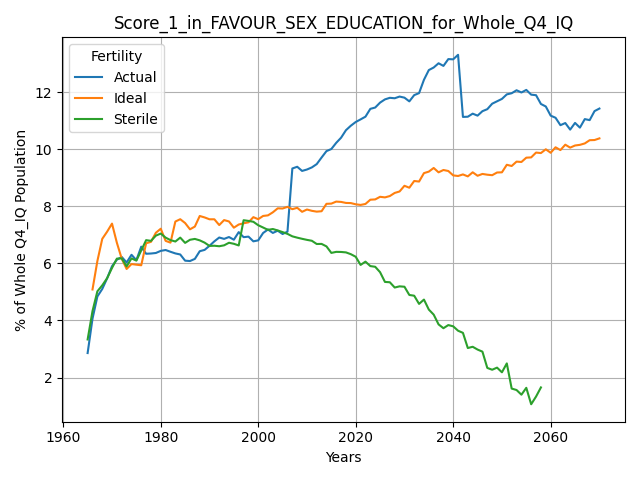 Score_1_in_FAVOUR_SEX_EDUCATION_for_Whole_Q4_IQ
Fertility
Actual
Ideal
Sterile
% of Whole Q4_IQ Population
12
10
8
6
4
2
1960
1980
2000
2020
2040
2060
Years